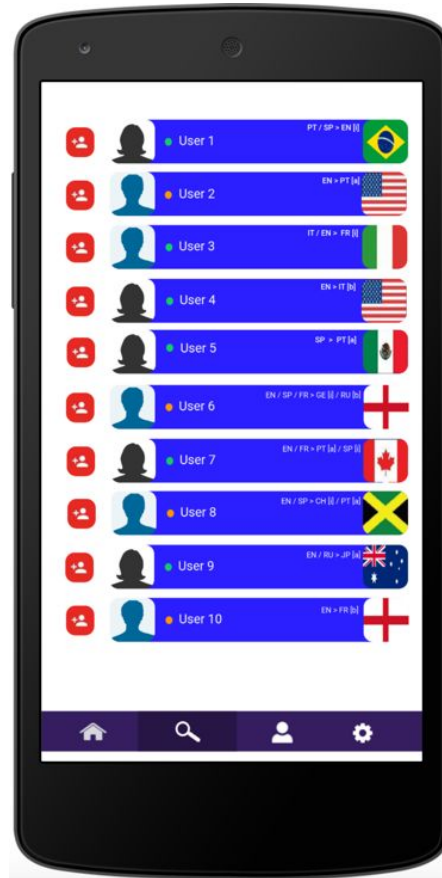 PT / SP > EN [i]
User 1
EN > PT [a]
User 2
IT / EN > FR [i]
User 3
EN > IT [b]
User 4
SP > PT [a]
User 5
EN / SP / FR > GE [i] / RU [b]
User 6
EN / FR > PT [a] / SP [i]
User 7
EN / SP > CH [i] / PT [a]
User 8
EN / RU > JP [a]
User 9
EN > FR [b]
User 10